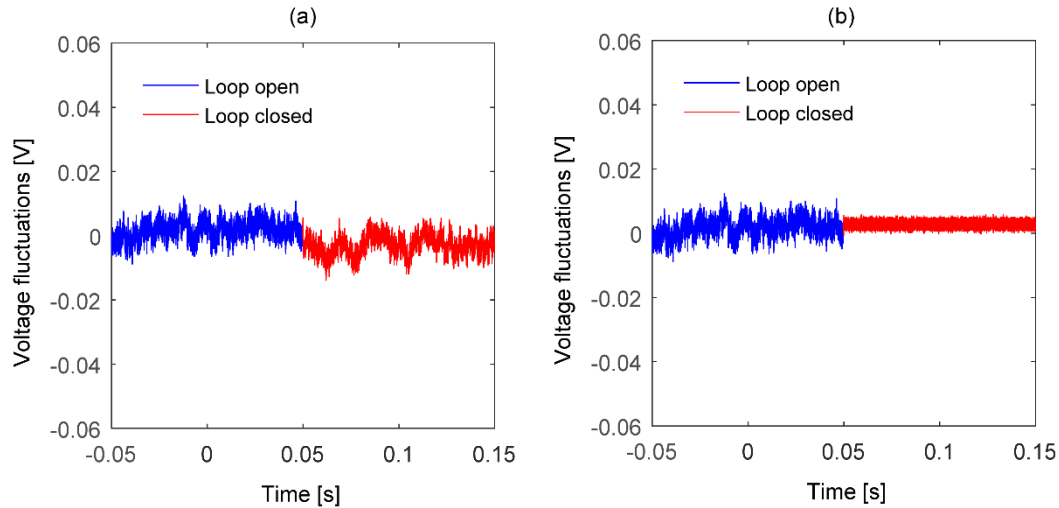 (a)
0.06
0.04
0.02
0
-0.02
-0.04
-0.06
Voltage fluctuations [V]
Loop open
Loop closed
-0.05 0 0.05 0.1 0.15
Time [s]
(b)
0.06
0.04
0.02
0
-0.02
-0.04
-0.06
Voltage fluctuations [V]
Loop open
Loop closed
-0.05 0 0.05 0.1 0.15
Time [s]